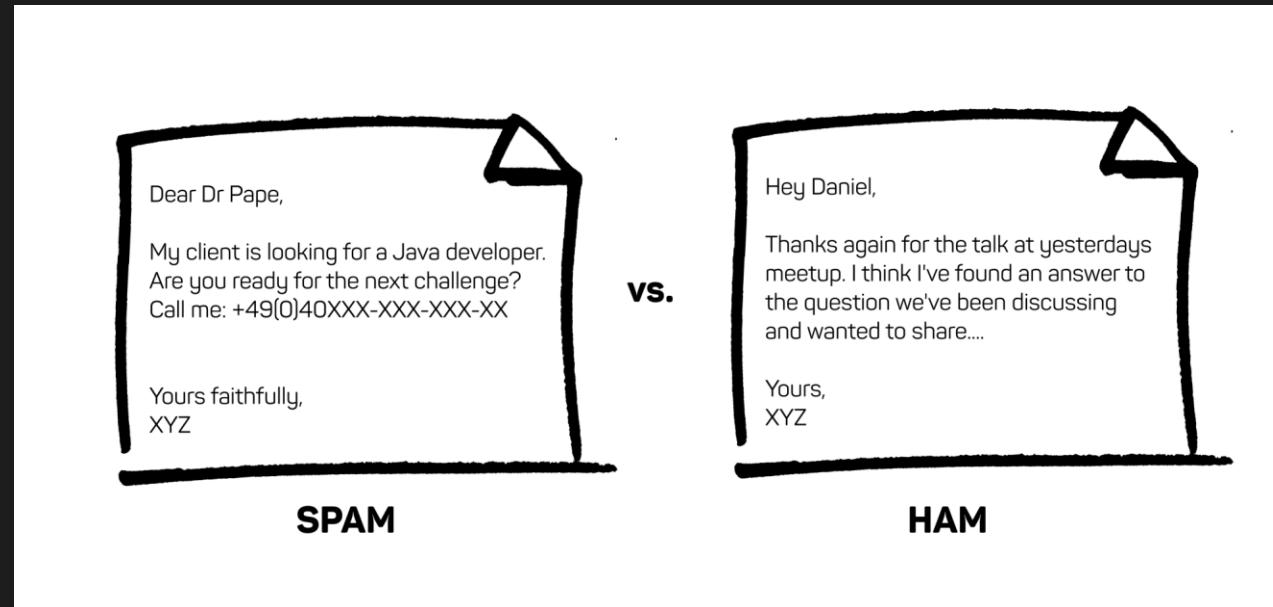 Dear Dr Pape,
My client is looking for a Java developer.
Are you ready for the next challenge?
Call me: +49(0)40XXX-XXX-XXX-XX
Yours faithfully,
XYZ
SPAM
vs.
Hey Daniel,
Thanks again for the talk at yesterdays
meetup. I think I've found an answer to
the question we've been discussing
and wanted to share....
Yours,
XYZ
HAM